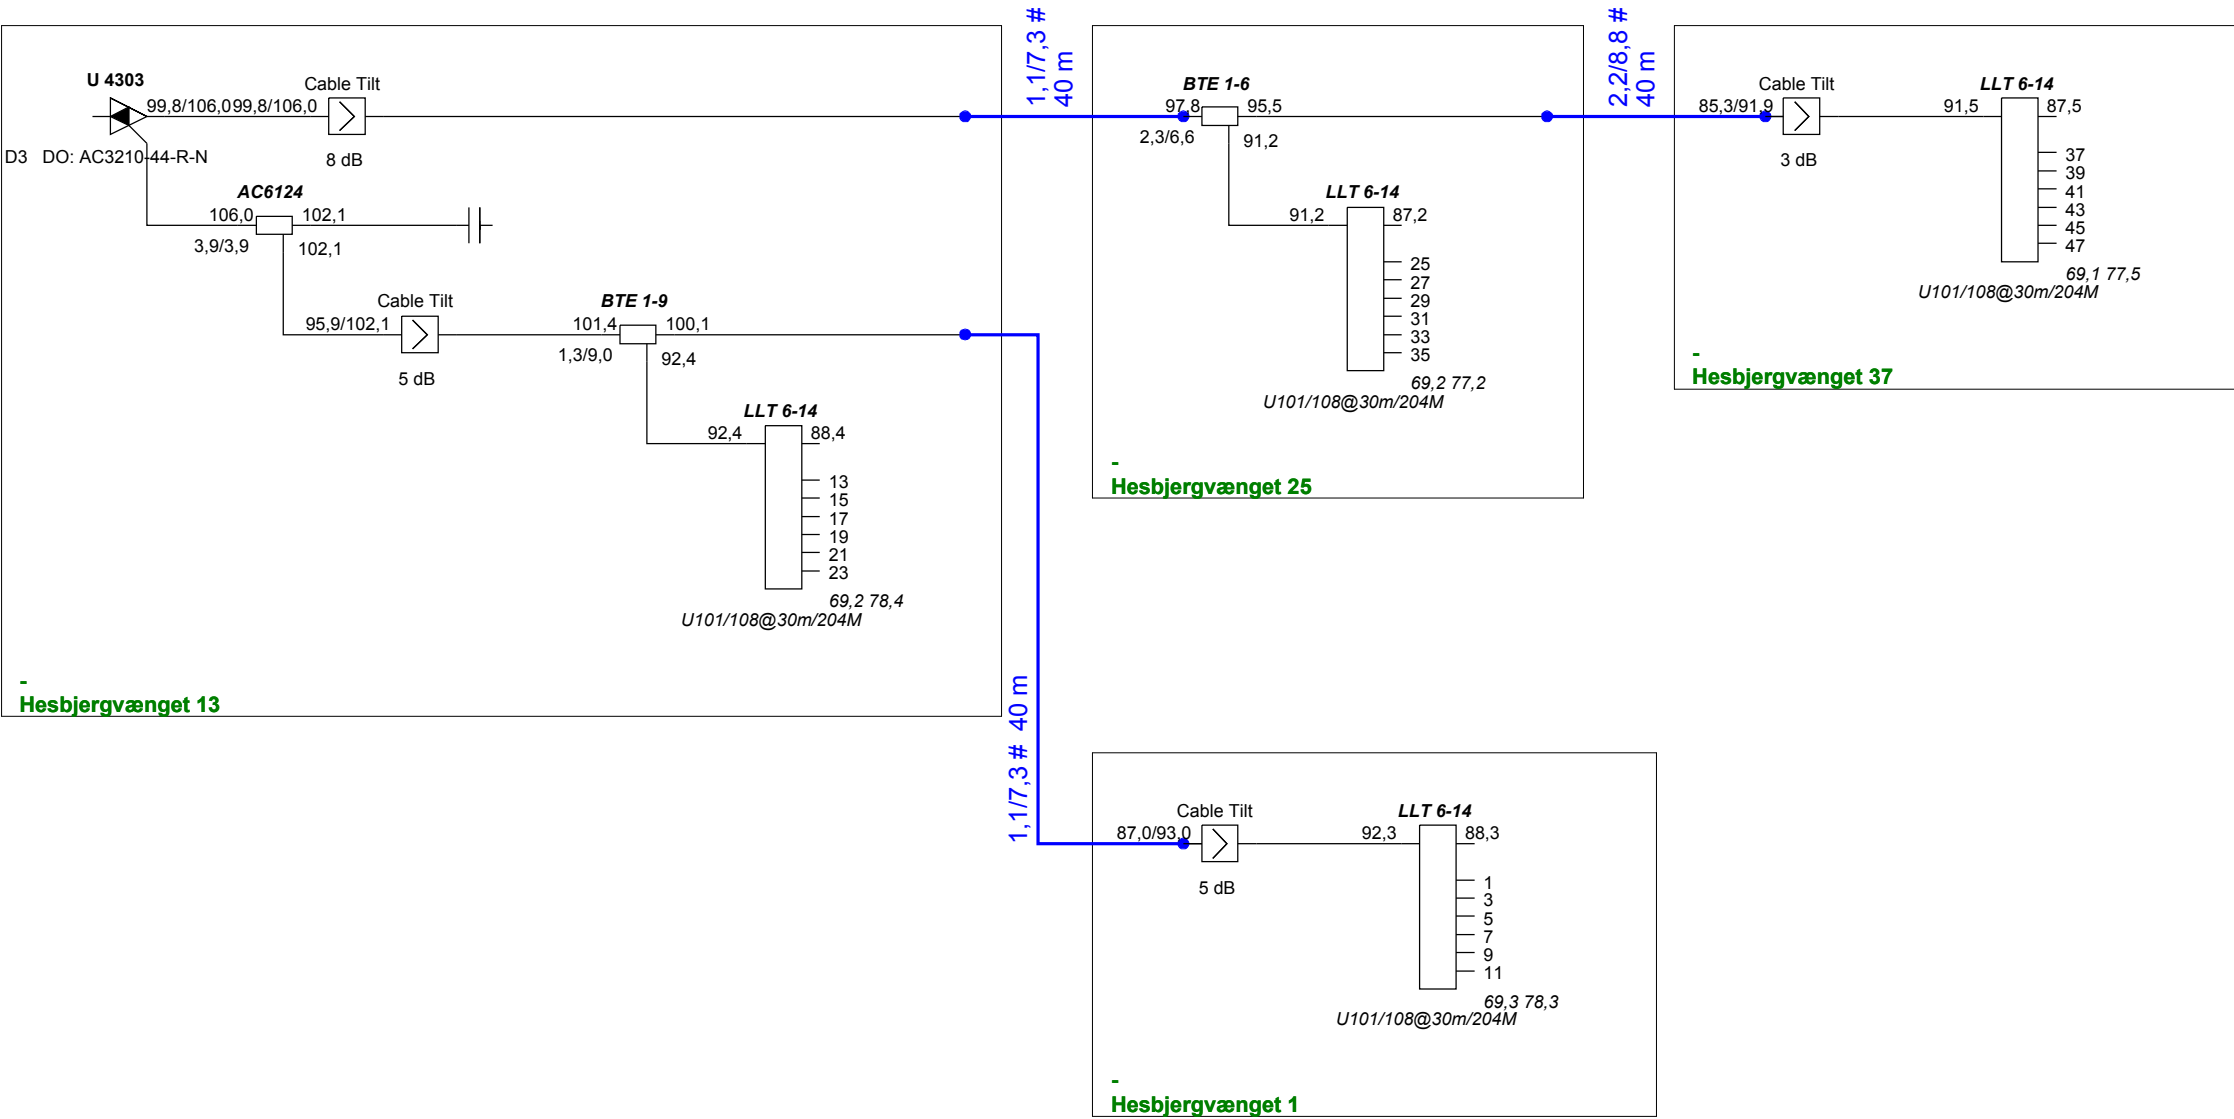 U 4303
99,8/106,0
99,8/106,0
Cable Tilt
8 dB
D3 DO: AC3210-44-R-N
AC6124
106,0
102,1
3,9/3,9
102,1
Cable Tilt
95,9/102,1
5 dB
BTE 1-9
101,4
100,1
1,3/9,0
92,4
LLT 6-14
92,4
88,4
13
15
17
19
21
23
69,2 78,4
U101/108@30m/204M
-
Hesbjergvænget 13
1,1/7,3 #
40 m
BTE 1-6
97,8
95,5
2,3/6,6
91,2
LLT 6-14
91,2
87,2
25
27
29
31
33
35
69,2 77,2
U101/108@30m/204M
-
Hesbjergvænget 25
2,2/8,8 #
40 m
Cable Tilt
85,3/91,9
3 dB
LLT 6-14
91,5
87,5
37
39
41
43
45
47
69,1 77,5
U101/108@30m/204M
-
Hesbjergvænget 37
1,1/7,3 # 40 m
Cable Tilt
87,0/93,0
5 dB
LLT 6-14
92,3
88,3
1
3
5
7
9
11
69,3 78,3
U101/108@30m/204M
-
Hesbjergvænget 1